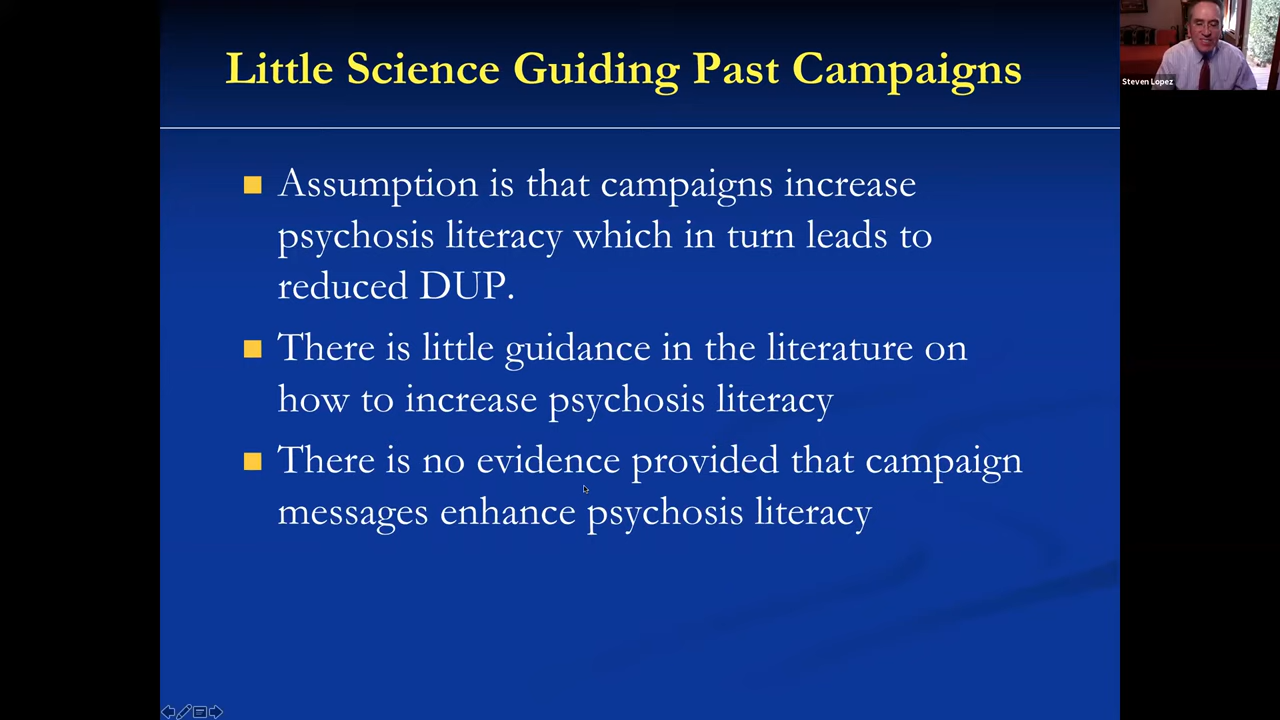 Little Science Guiding Past Campaigns
Steven Lopez
Assumption is that campaigns increase
psychosis literacy which in turn leads to
reduced DUP.
There is little guidance in the literature on
how to increase psychosis literacy
There is no evidence provided that campaign
messages enhance psychosis literacy